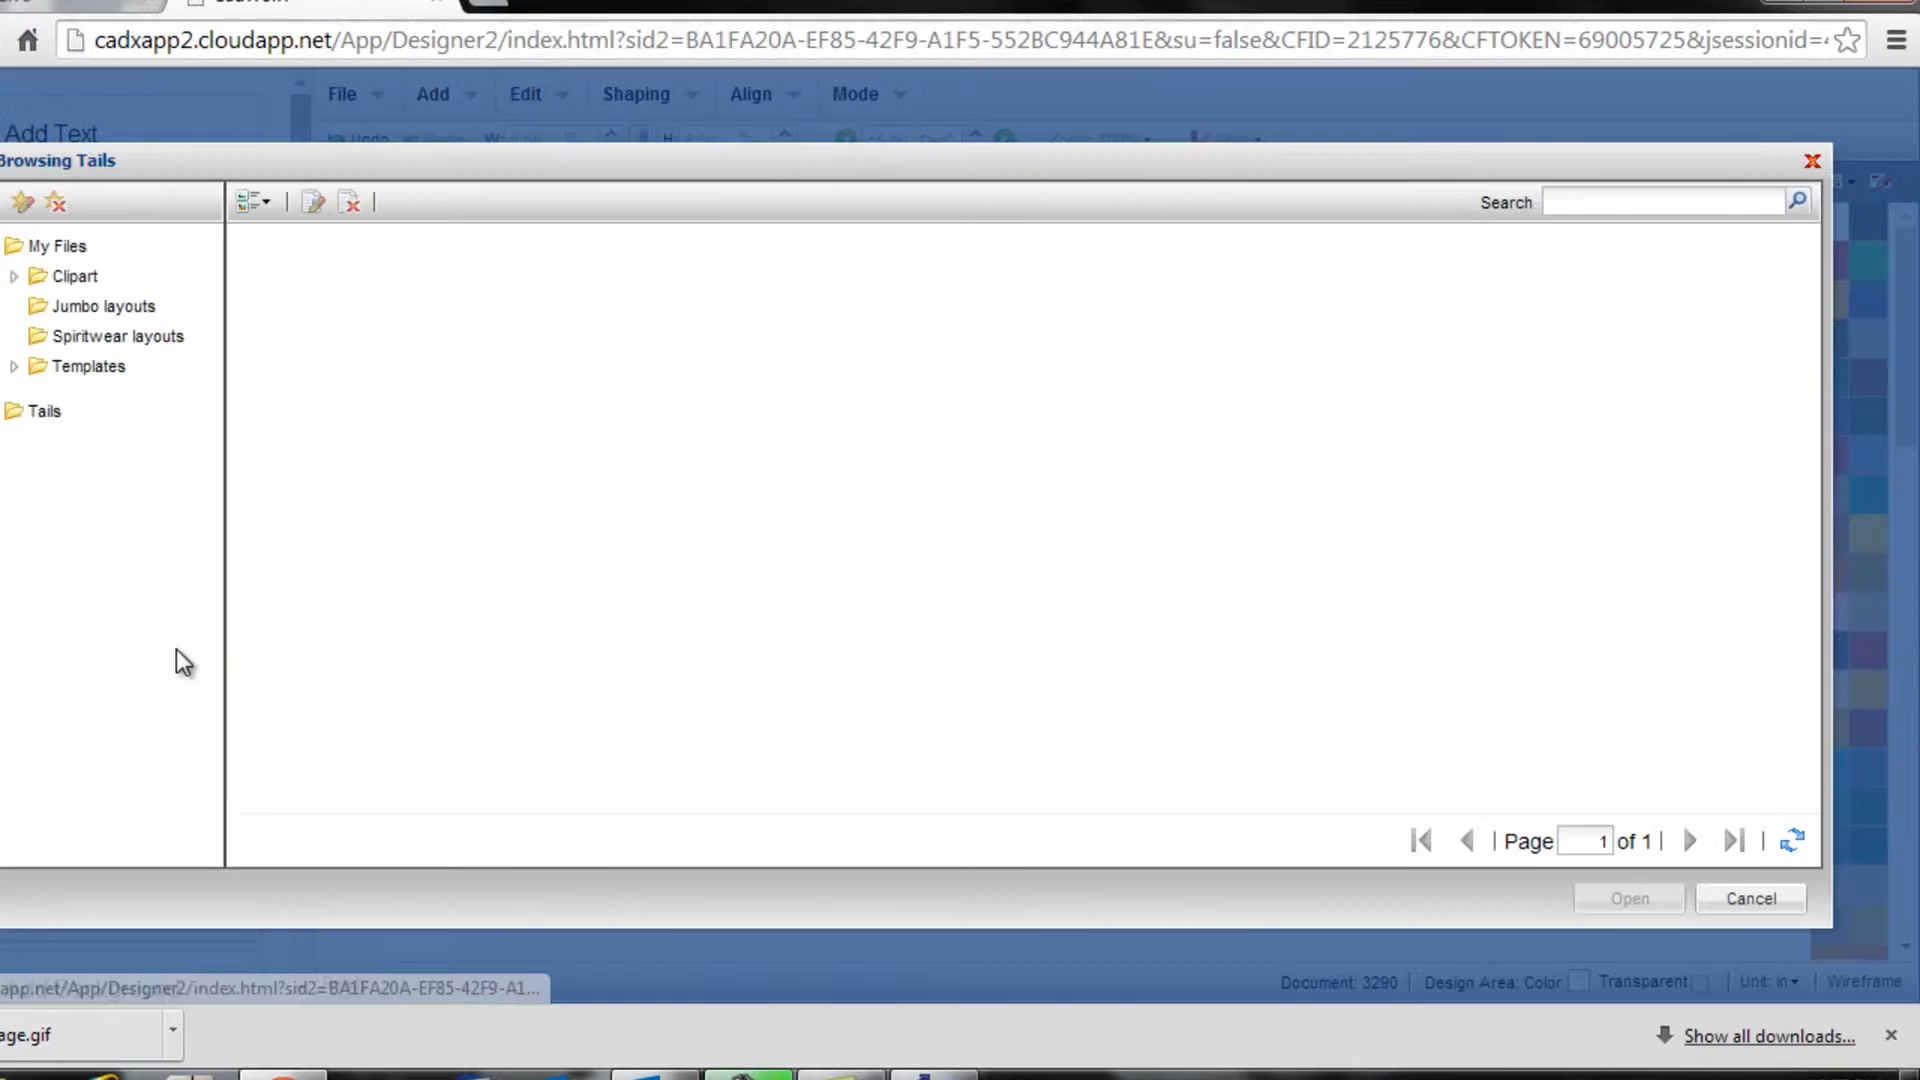 cadxapp2.cloudapp.net/App/Designer2/index.html?sid2=BA1FA20A-EF85-42F9-A1F5-552BC944A81E&su=false&CFID=2125776&CFTOKEN=69005725&jsessionid=
File Add Edit Shaping Align Mode
Add Text
Undo
Browsing Tails
Search
My Files
Clipart
Jumbo layouts
Spiritwear layouts
Templates
Tails
Page 1 of 1
Open Cancel
Document: 3290 Design Area: Color Transparent Unit: in Wireframe
app.net/App/Designer2/index.html?sid2=BA1FA20A-EF85-42F9-A1...
age.gif
Show all downloads...